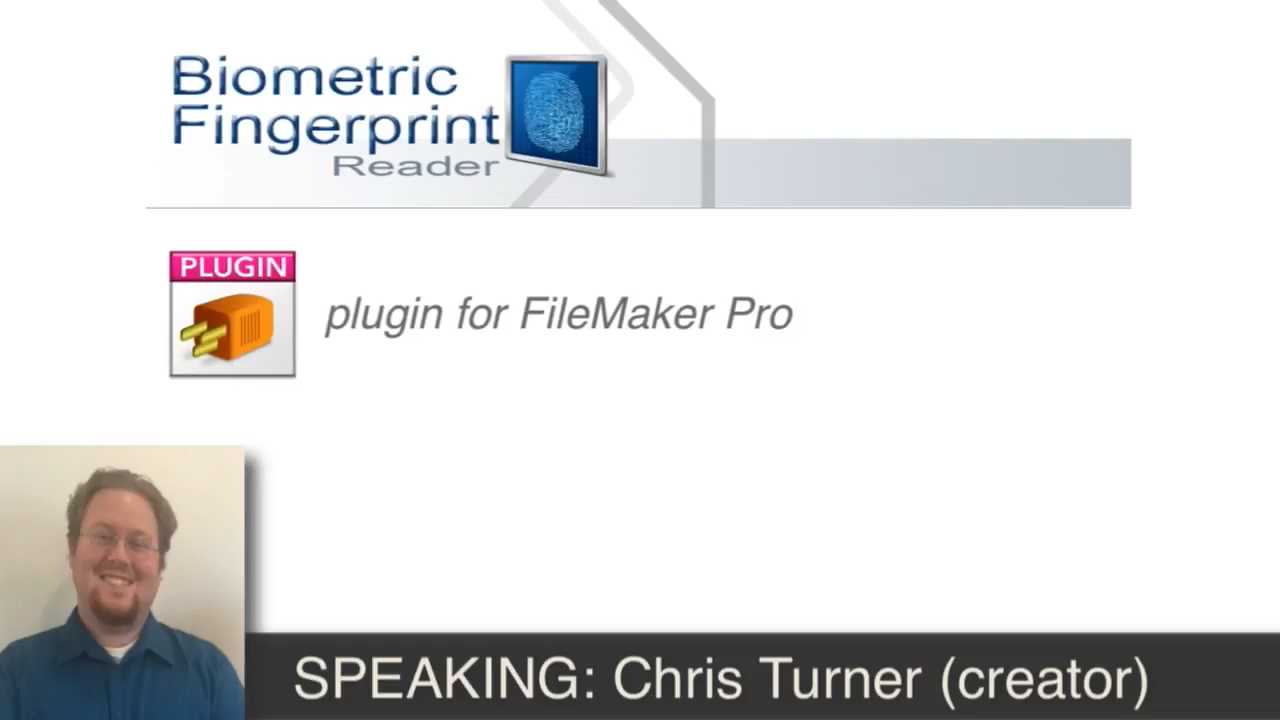 Biometric
Fingerprint
Reader
PLUGIN
plugin for FileMaker Pro
SPEAKING: Chris Turner (creator)